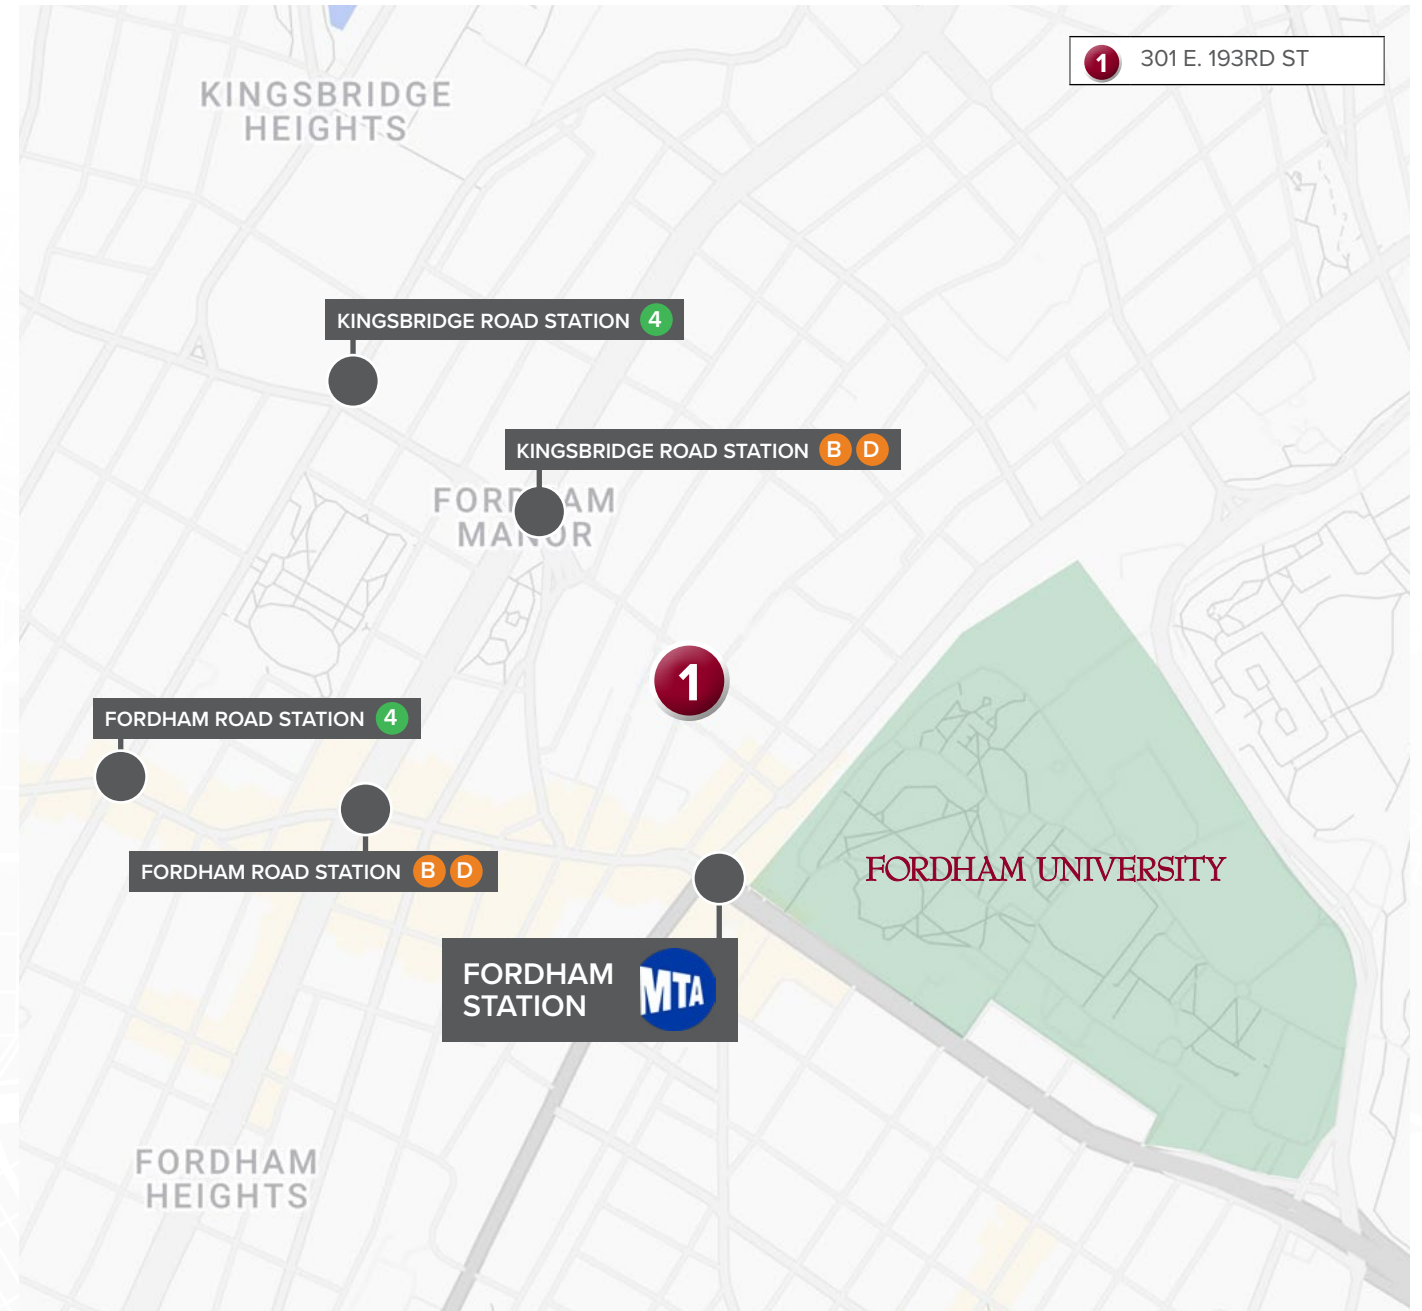 1 301 E. 193RD ST
KINGSBRIDGE
HEIGHTS
KINGSBRIDGE ROAD STATION 4
KINGSBRIDGE ROAD STATION B D
FORDHAM
MANOR
1
FORDHAM ROAD STATION 4
FORDHAM ROAD STATION B D
FORDHAM UNIVERSITY
FORDHAM
STATION
MTA
FORDHAM
HEIGHTS